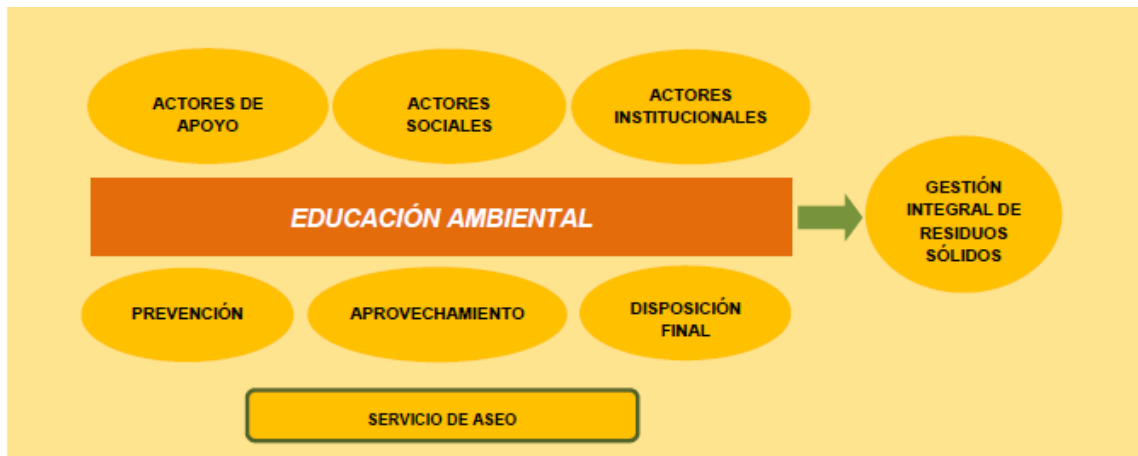 ACTORES DE
APOYO
ACTORES
SOCIALES
ACTORES
INSTITUCIONALES
EDUCACIÓN AMBIENTAL
GESTIÓN
INTEGRAL DE
RESIDUOS
SÓLIDOS
PREVENCIÓN
APROVECHAMIENTO
DISPOSICIÓN
FINAL
SERVICIO DE ASEO